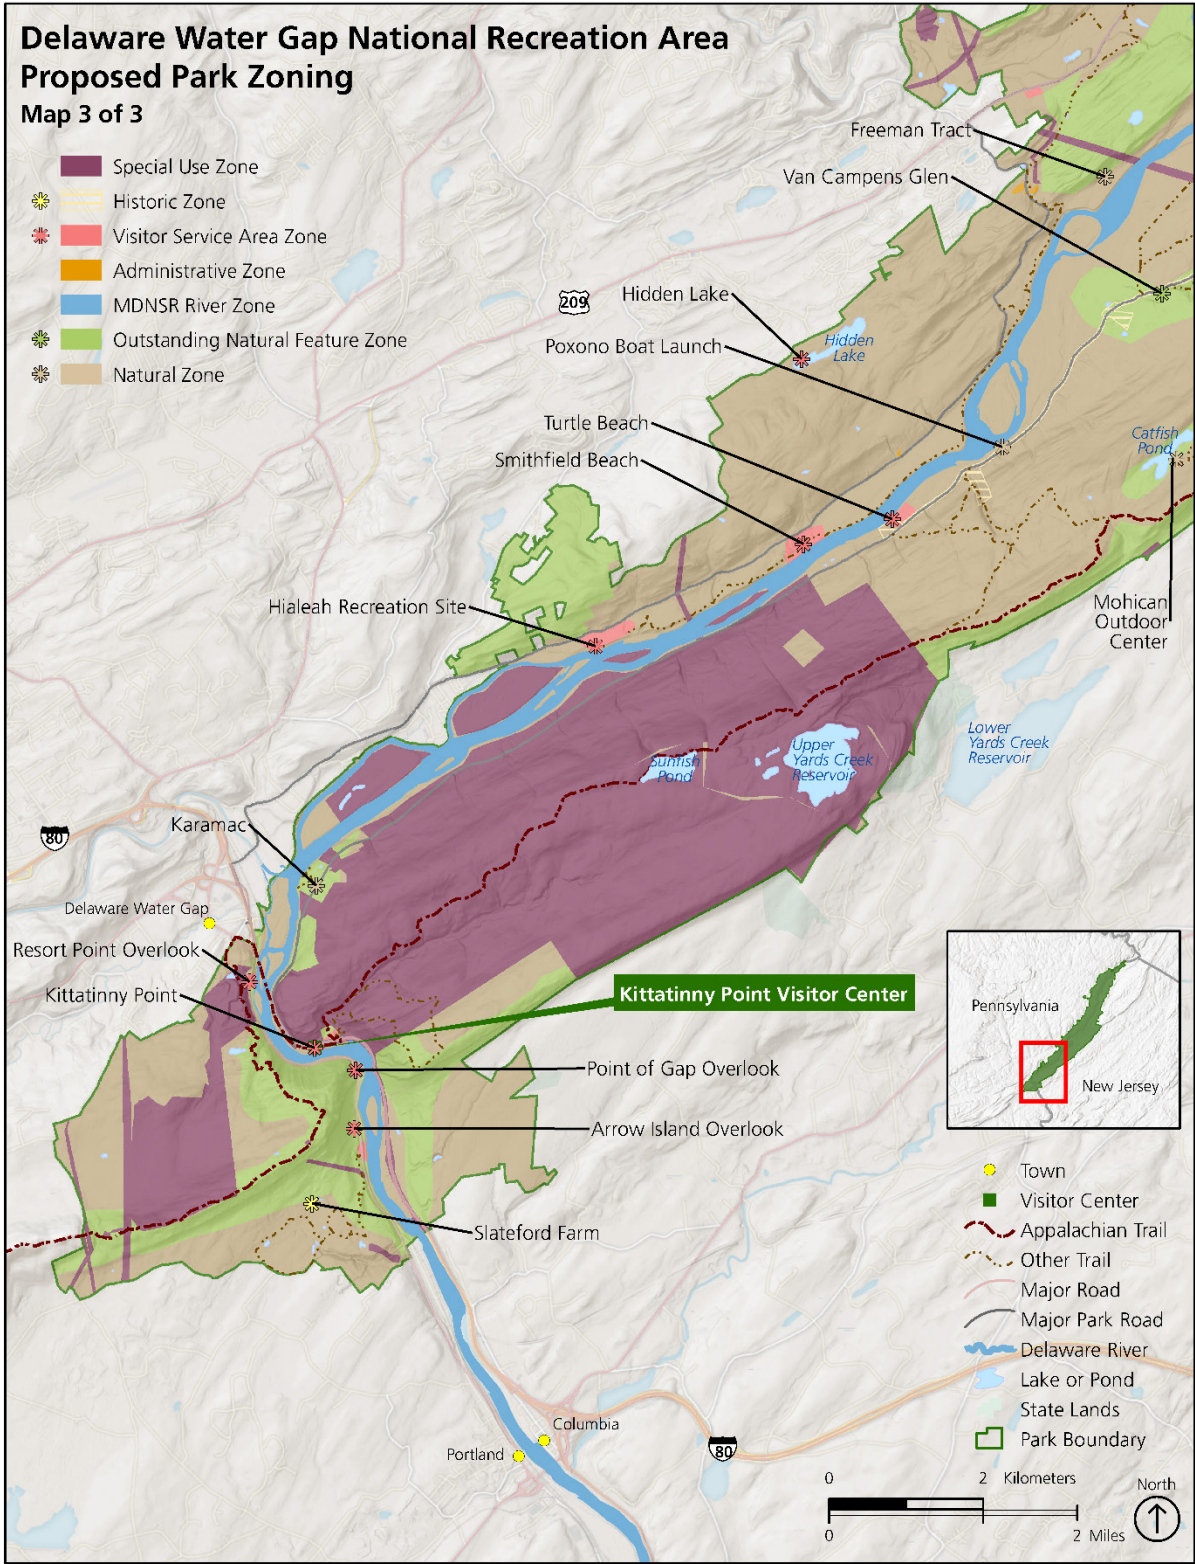 Delaware Water Gap National Recreation Area
Proposed Park Zoning
Map 3 of 3
Special Use Zone
Historic Zone
Visitor Service Area Zone
Administrative Zone
MDNSR River Zone
Outstanding Natural Feature Zone
Natural Zone
Freeman Tract
Van Campens Glen
209
Hidden Lake
Hidden
Lake
Poxono Boat Launch
Turtle Beach
Smithfield Beach
Catfish
Pond
Hialeah Recreation Site
Mohican
Outdoor
Center
Lower
Yards Creek
Reservoir
Upper
Yards Creek
Reservoir
Sunfish
Pond
Karamac
80
Delaware Water Gap
Resort Point Overlook
Kittatinny Point
Kittatinny Point Visitor Center
Pennsylvania
New Jersey
Point of Gap Overlook
Arrow Island Overlook
Slateford Farm
Town
Visitor Center
Appalachian Trail
Other Trail
Major Road
Major Park Road
Delaware River
Lake or Pond
State Lands
Park Boundary
Columbia
Portland
80
0 2 Kilometers
0 2 Miles
North